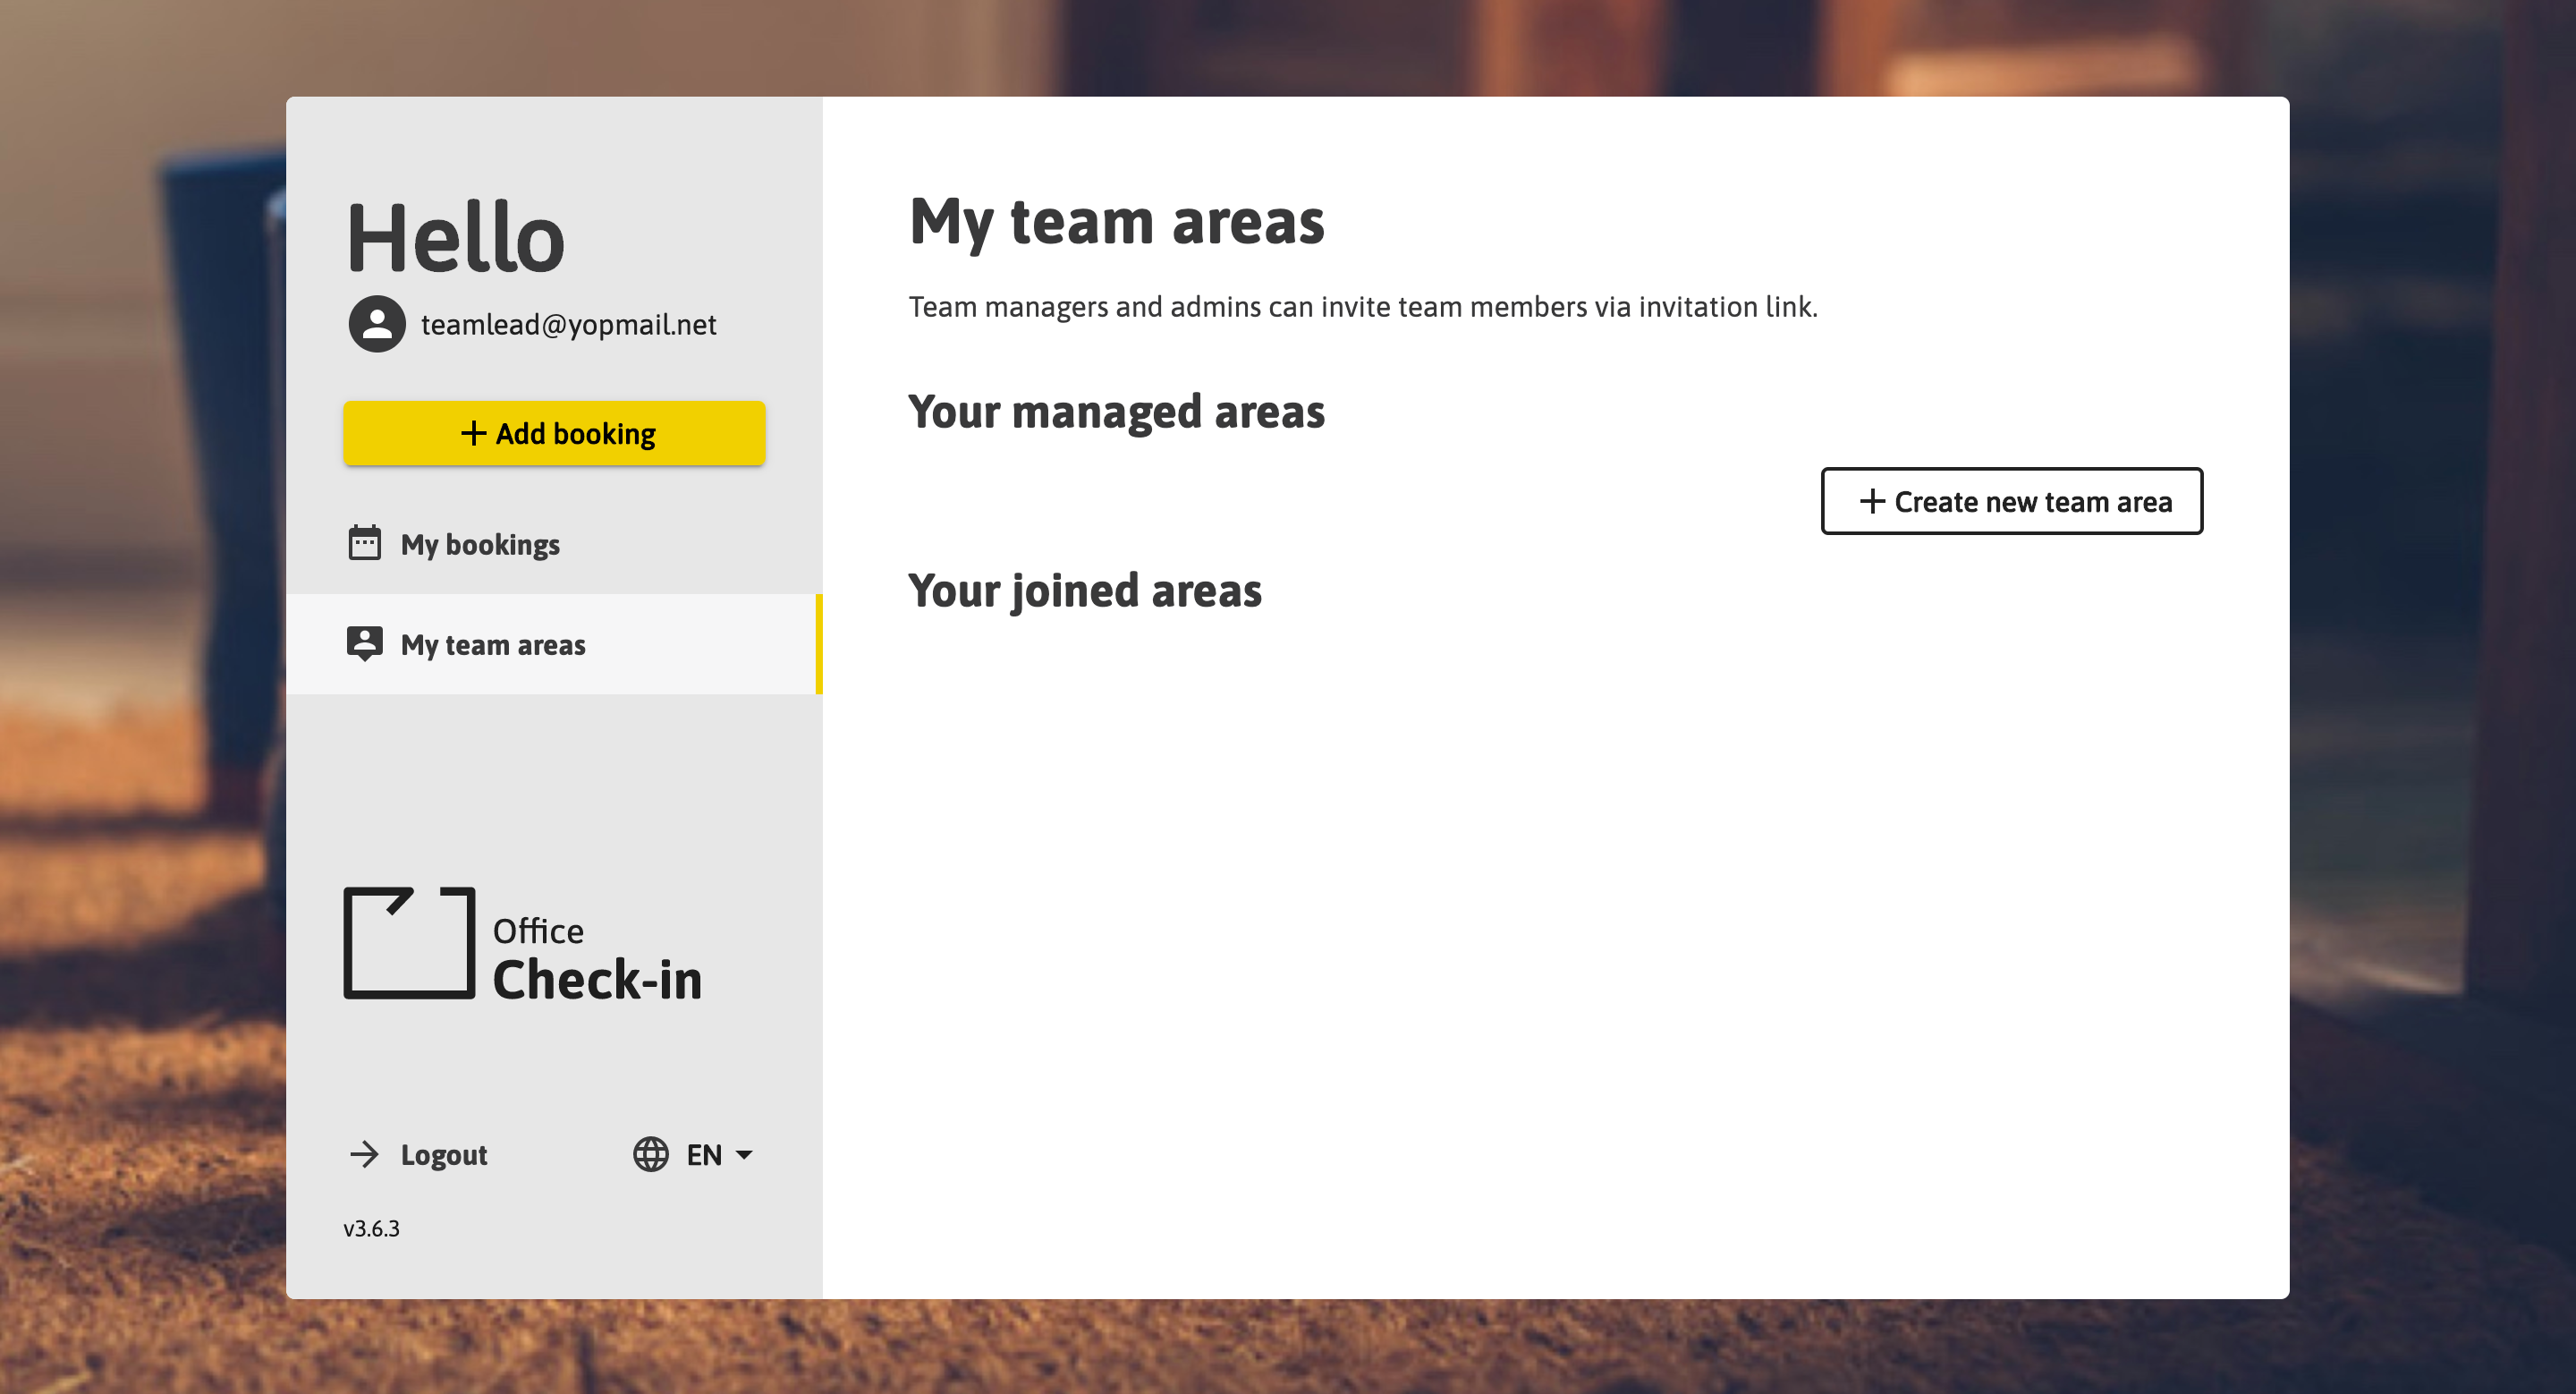 Hello
teamlead@yopmail.net
Add booking
My bookings
My team areas
Office
Check-in
Logout
EN
v3.6.3
My team areas
Team managers and admins can invite team members via invitation link.
Your managed areas
Create new team area
Your joined areas